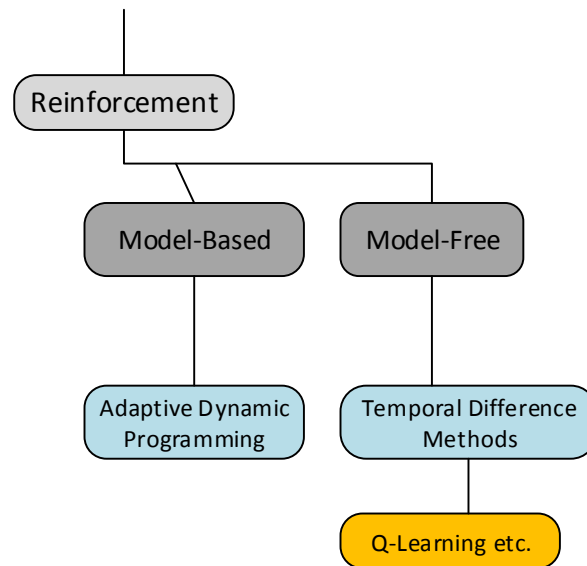 Reinforcement
Model-Based
Model-Free
Adaptive Dynamic
Programming
Temporal Difference
Methods
Q-Learning etc.